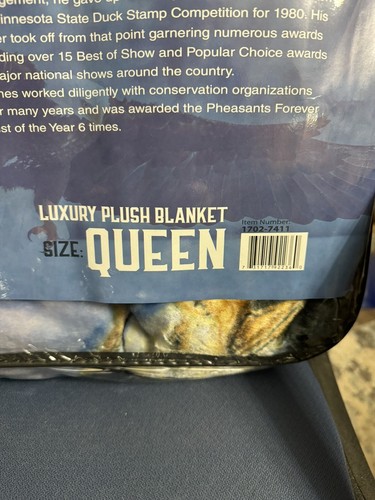 innesota State Duck Stamp Competition for 1980. His
er took off from that point garnering numerous awards
ding over 15 Best of Show and Popular Choice awards
ajor national shows around the country.
nes worked diligently with conservation organizations
r many years and was awarded the Pheasants Forever
st of the Year 6 times.
LUXURY PLUSH BLANKET
SIZE: QUEEN
Item Number:
1702-7411